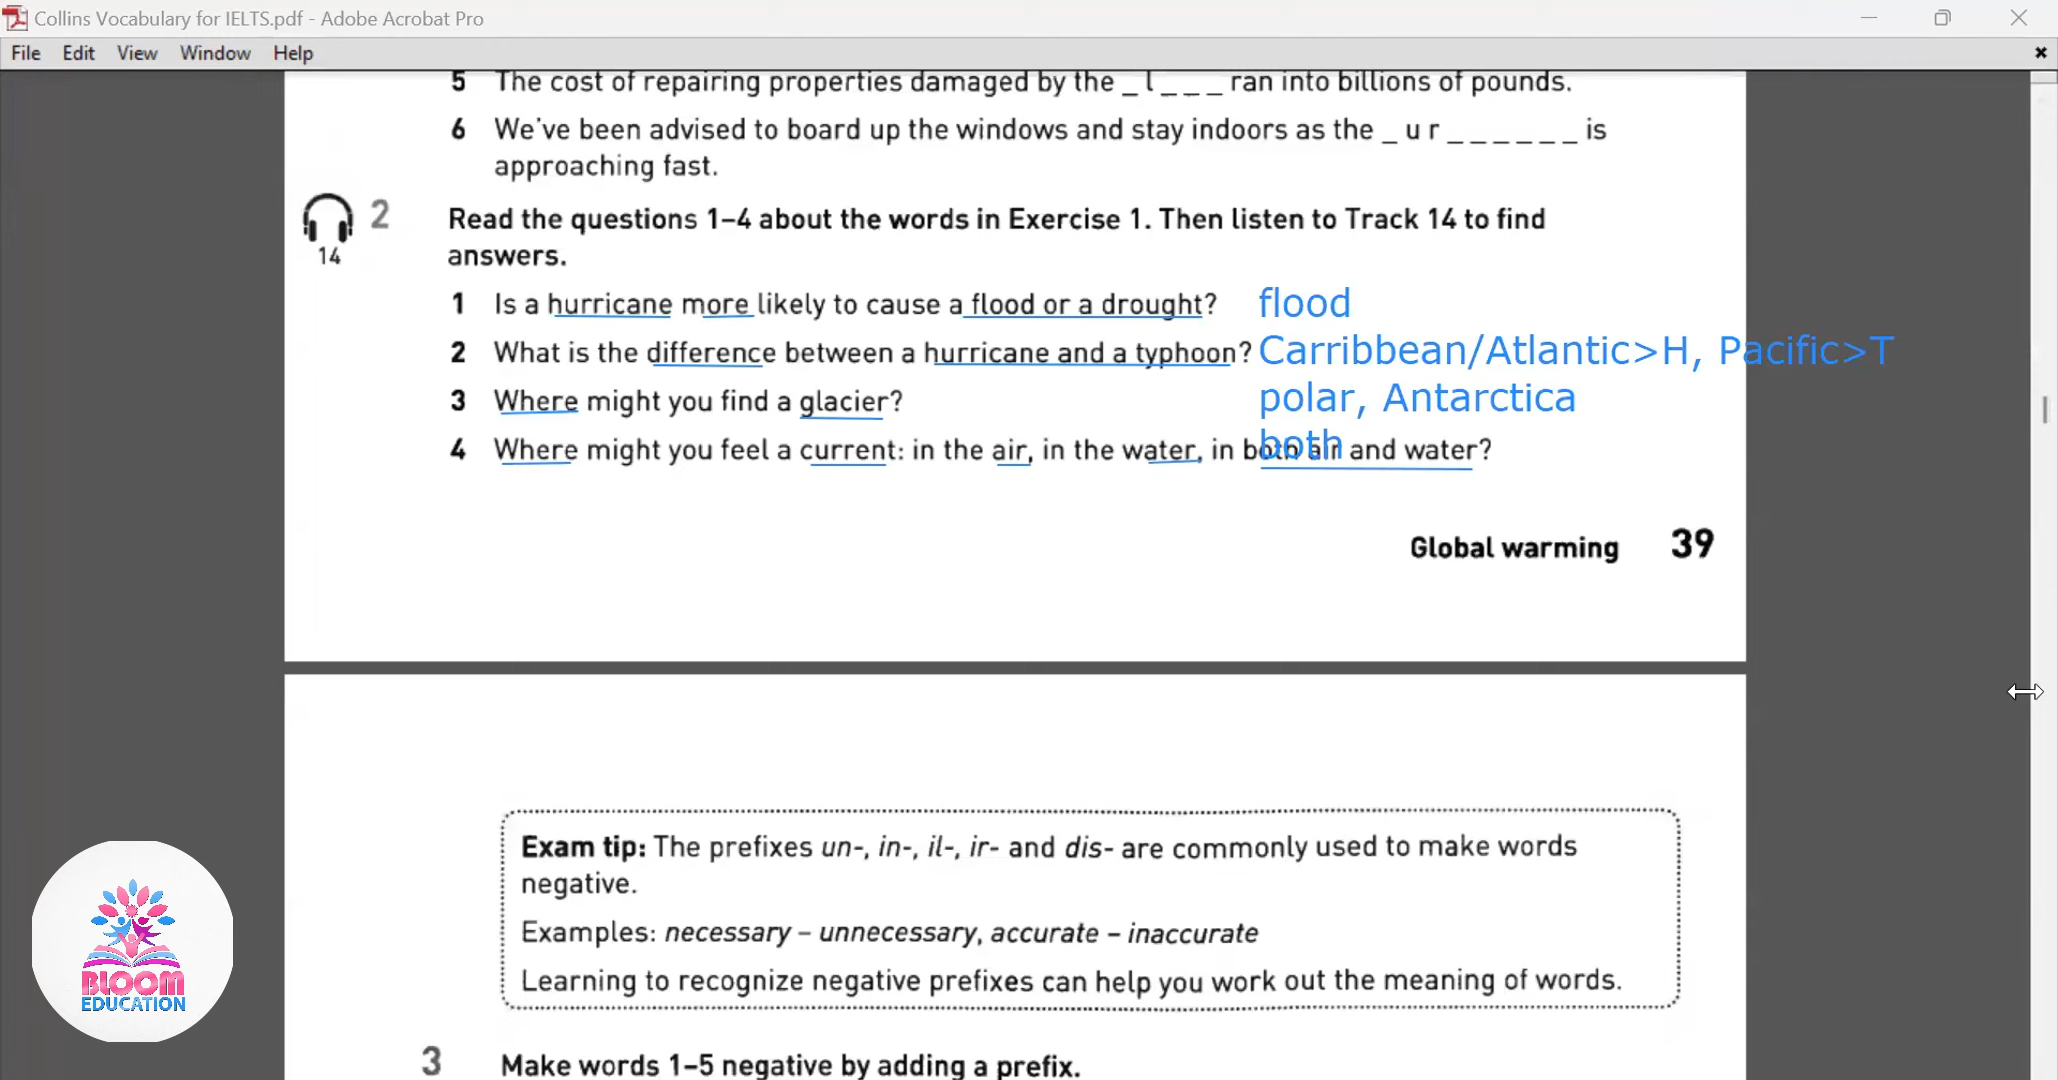 Collins Vocabulary for IELTS.pdf - Adobe Acrobat Pro
File Edit View Window Help
5 The cost of repairing properties damaged by the _ l _ _ _ ran into billions of pounds.
6 We've been advised to board up the windows and stay indoors as the _ u r _ _ _ _ _ _ is
approaching fast.
14
2 Read the questions 1–4 about the words in Exercise 1. Then listen to Track 14 to find
answers.
1 Is a hurricane more likely to cause a flood or a drought? flood
2 What is the difference between a hurricane and a typhoon? Carribbean/Atlantic>H, Pacific>T
3 Where might you find a glacier? polar, Antarctica
4 Where might you feel a current: in the air, in the water, in both air and water? both
Global warming 39
Exam tip: The prefixes un-, in-, il-, ir- and dis- are commonly used to make words
negative.
Examples: necessary – unnecessary, accurate – inaccurate
Learning to recognize negative prefixes can help you work out the meaning of words.
BLOOM
EDUCATION
3 Make words 1–5 negative by adding a prefix.